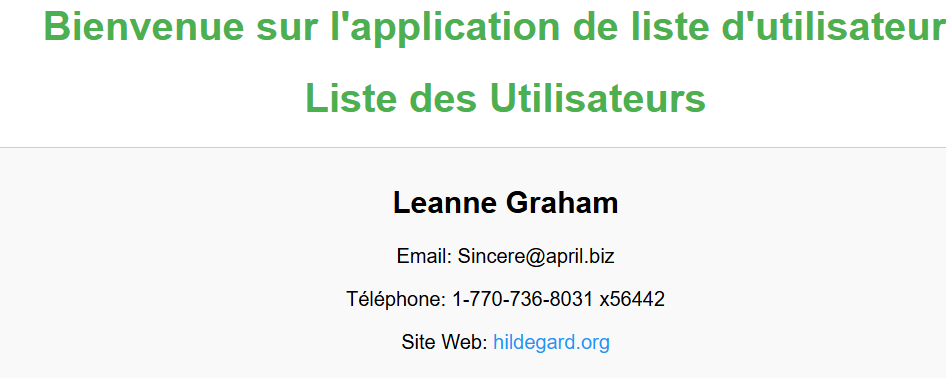 Bienvenue sur l'application de liste d'utilisateur
Liste des Utilisateurs
Leanne Graham
Email: Sincere@april.biz
Téléphone: 1-770-736-8031 x56442
Site Web: hildegard.org